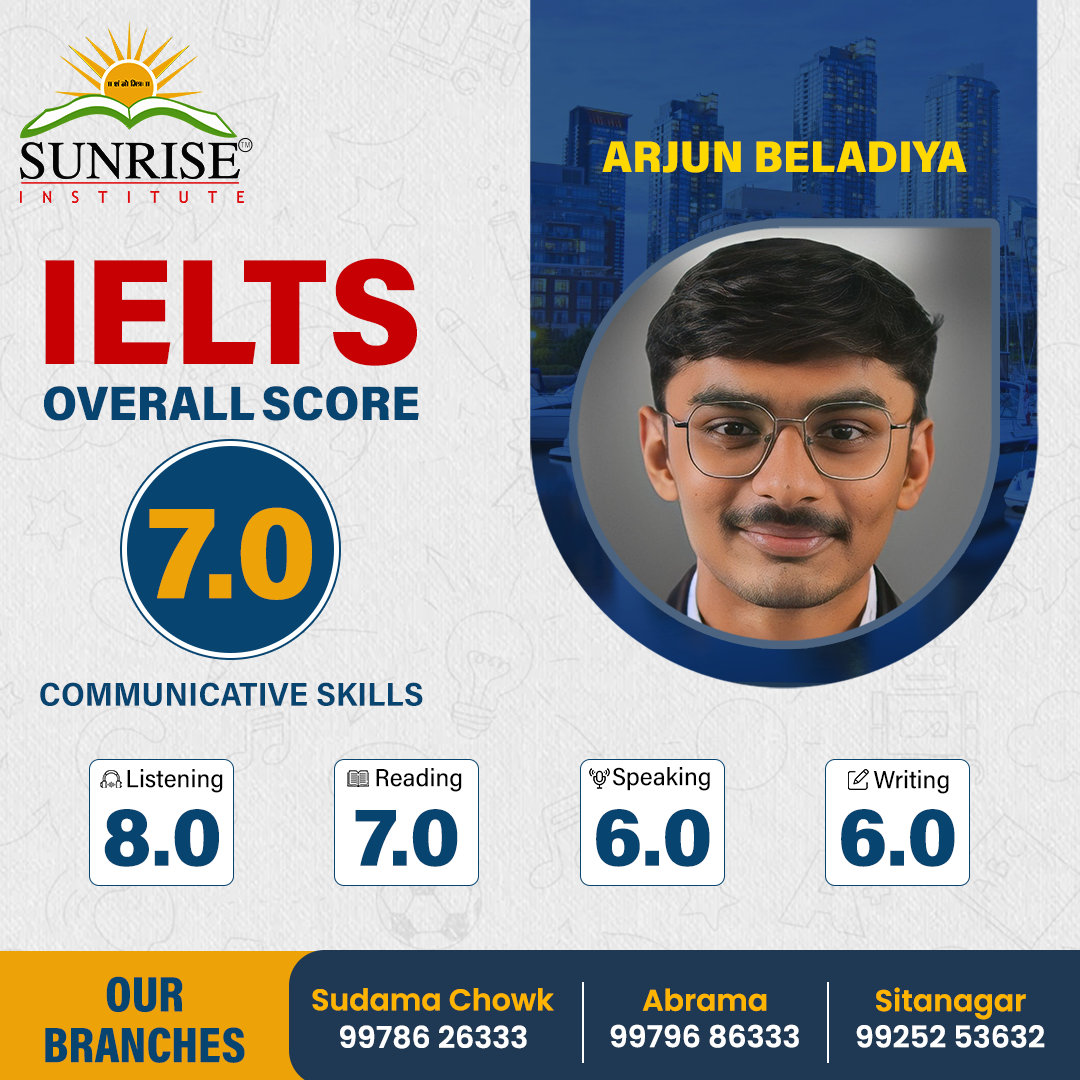 SUNRISE
TM
INSTITUTE
ARJUN BELADIYA
IELTS
OVERALL SCORE
7.0
COMMUNICATIVE SKILLS
Listening
8.0
Reading
7.0
Speaking
6.0
Writing
6.0
OUR
BRANCHES
Sudama Chowk
99786 26333
Abrama
99796 86333
Sitanagar
99252 53632